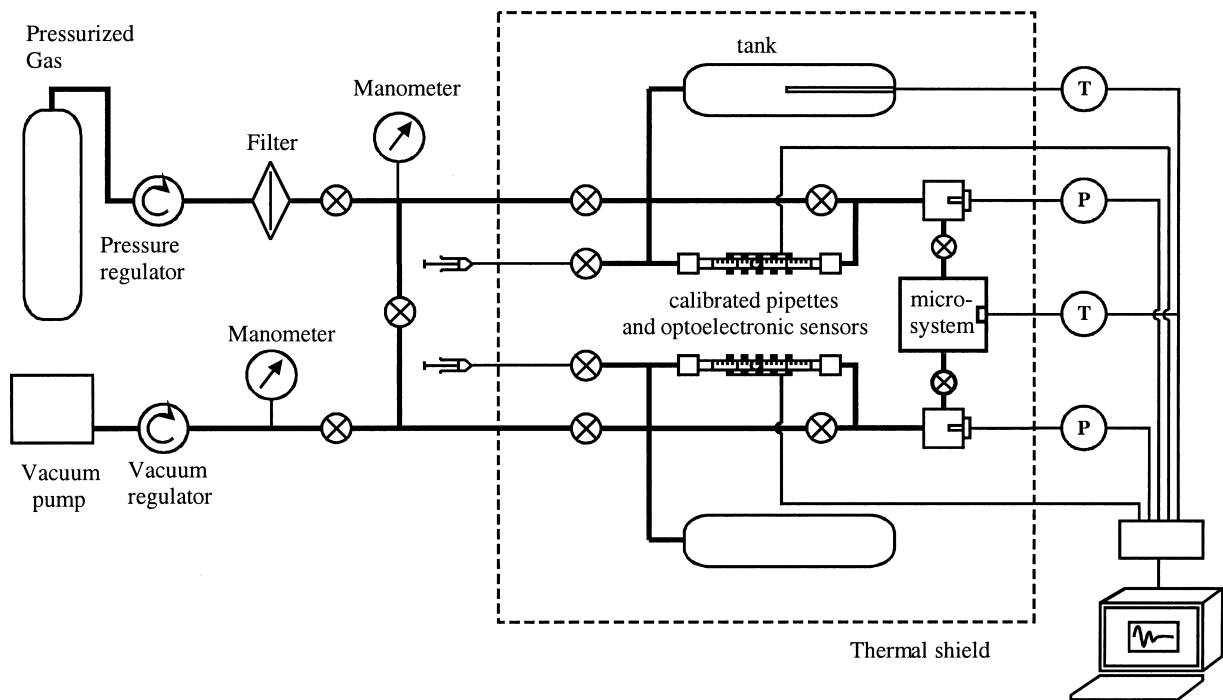 Pressurized
Gas
Manometer
tank
T
Filter
P
Pressure
regulator
calibrated pipettes
and optoelectronic sensors
micro-
system
T
Manometer
P
Vacuum
pump
Vacuum
regulator
Thermal shield